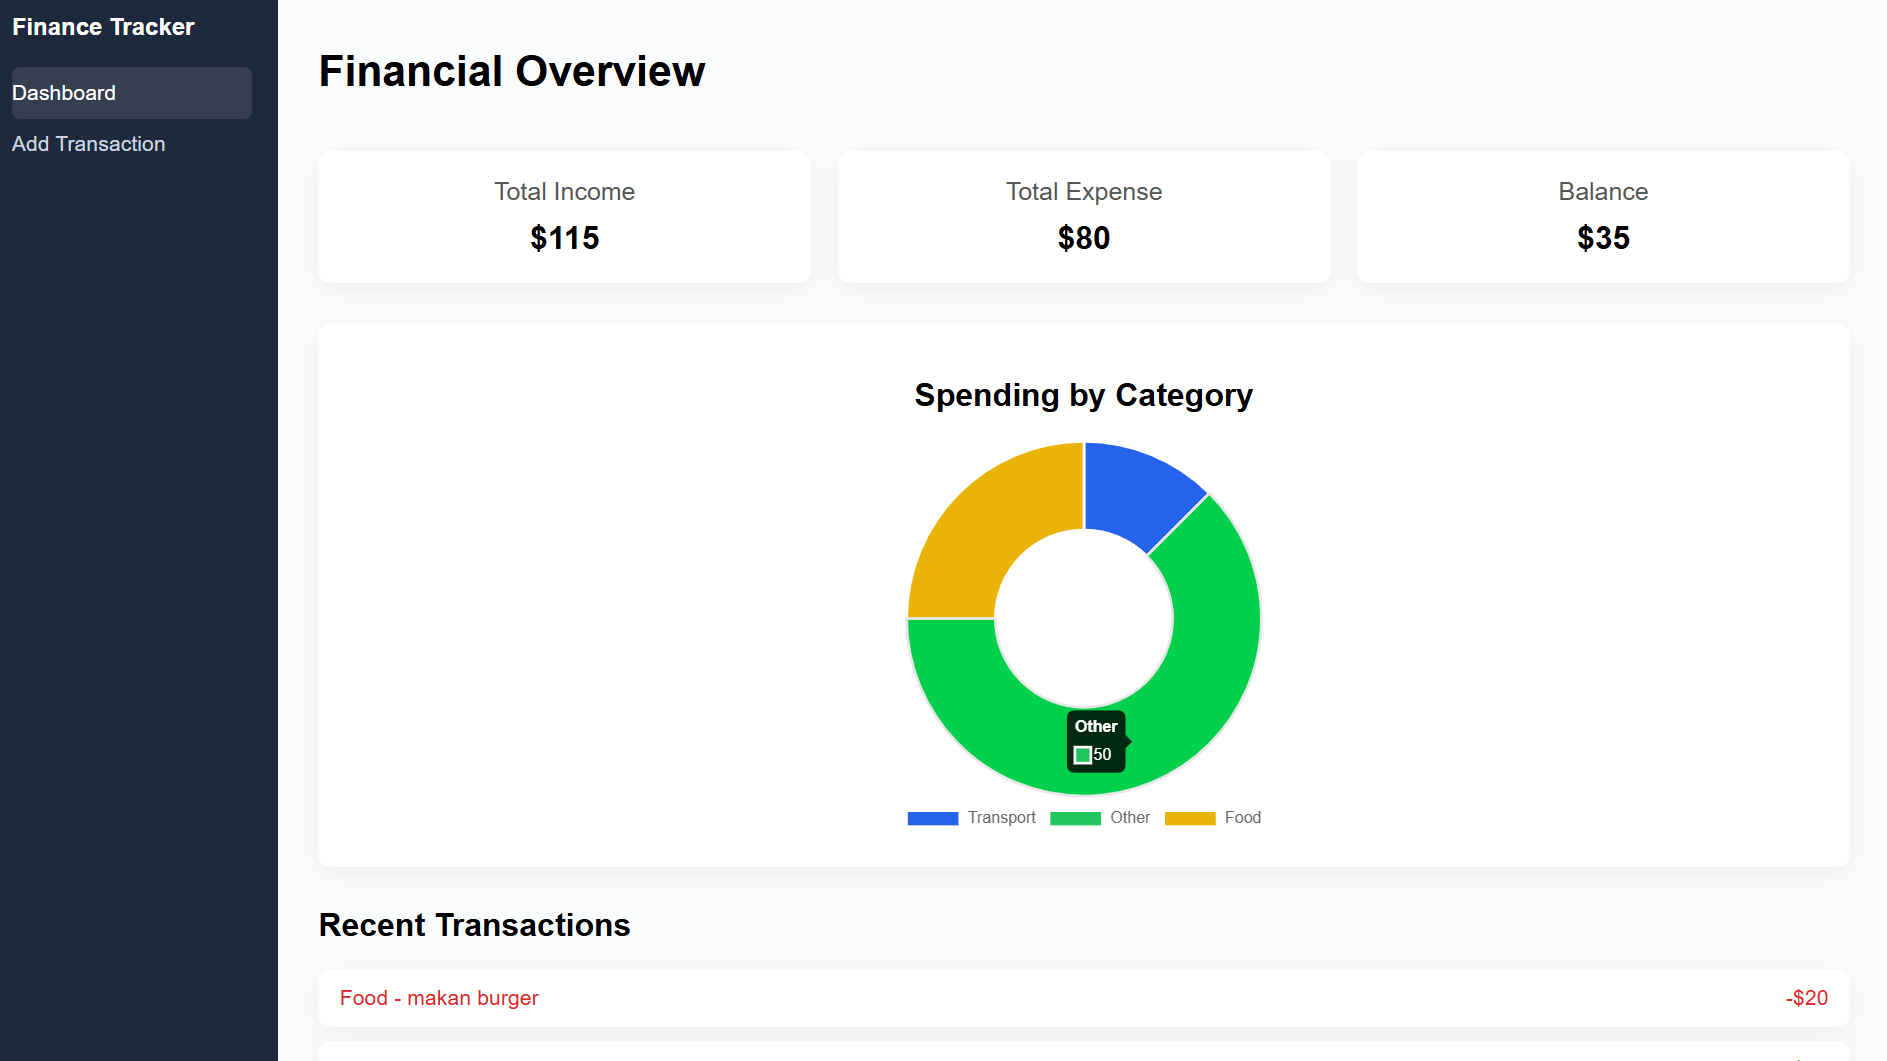 Finance Tracker
Dashboard
Add Transaction
Financial Overview
Total Income
$115
Total Expense
$80
Balance
$35
Spending by Category
Other
50
Transport
Other
Food
Recent Transactions
Food - makan burger
-$20